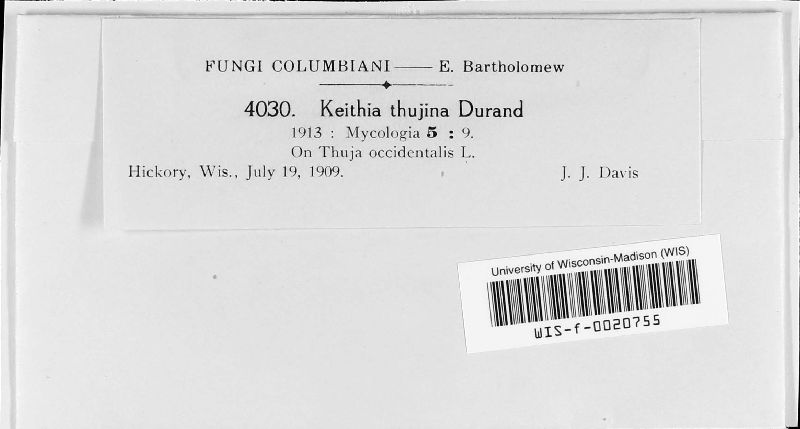 FUNGI COLUMBIANI — E. Bartholomew
4030. Keithia thujina Durand
1913 : Mycologia 5 : 9.
On Thuja occidentalis L.
Hickory, Wis., July 19, 1909. J. J. Davis
University of Wisconsin-Madison (WIS)
WIS-f-0020755